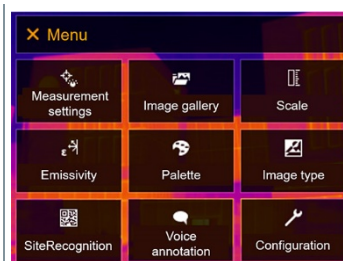 Menu
Measurement
settings
Image gallery
Scale
Emissivity
Palette
Image type
SiteRecognition
Voice
annotation
Configuration